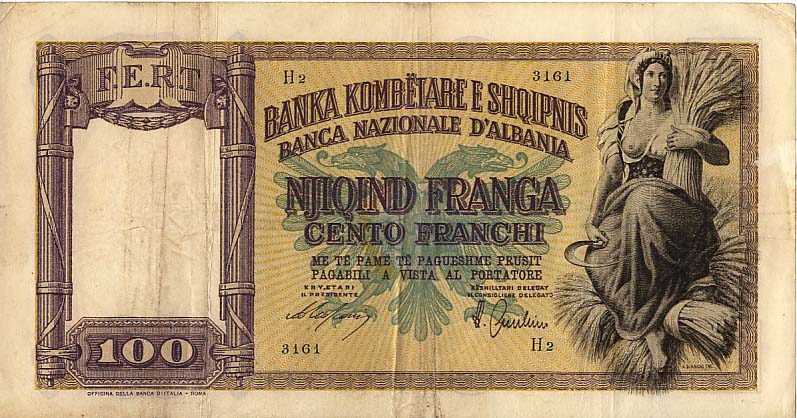 F.E.R.T
H2 3161
BANKA KOMBËTARE E SHQIPNIS
BANCA NAZIONALE D'ALBANIA
NJIQIND FRANGA
CENTO FRANCHI
ME TË PAME TË PAGUESHME PRUSIT
PAGABILI A VISTA AL PORTATORE
KRYETARI
IL PRESIDENTE
KESHILLTARI DELEGAT
IL CONSIGLIERE DELEGATO
3161 H2
100
OFFICINA DELLA BANCA D'ITALIA - ROMA